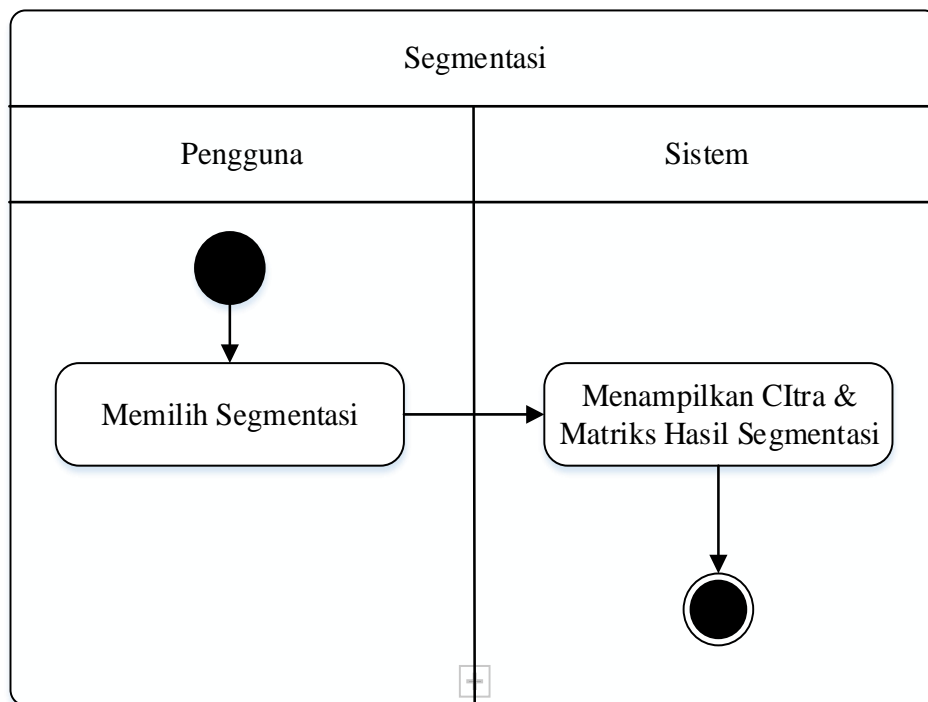 Segmentasi
Pengguna
Sistem
Memilih Segmentasi
Menampilkan CItra &
Matriks Hasil Segmentasi